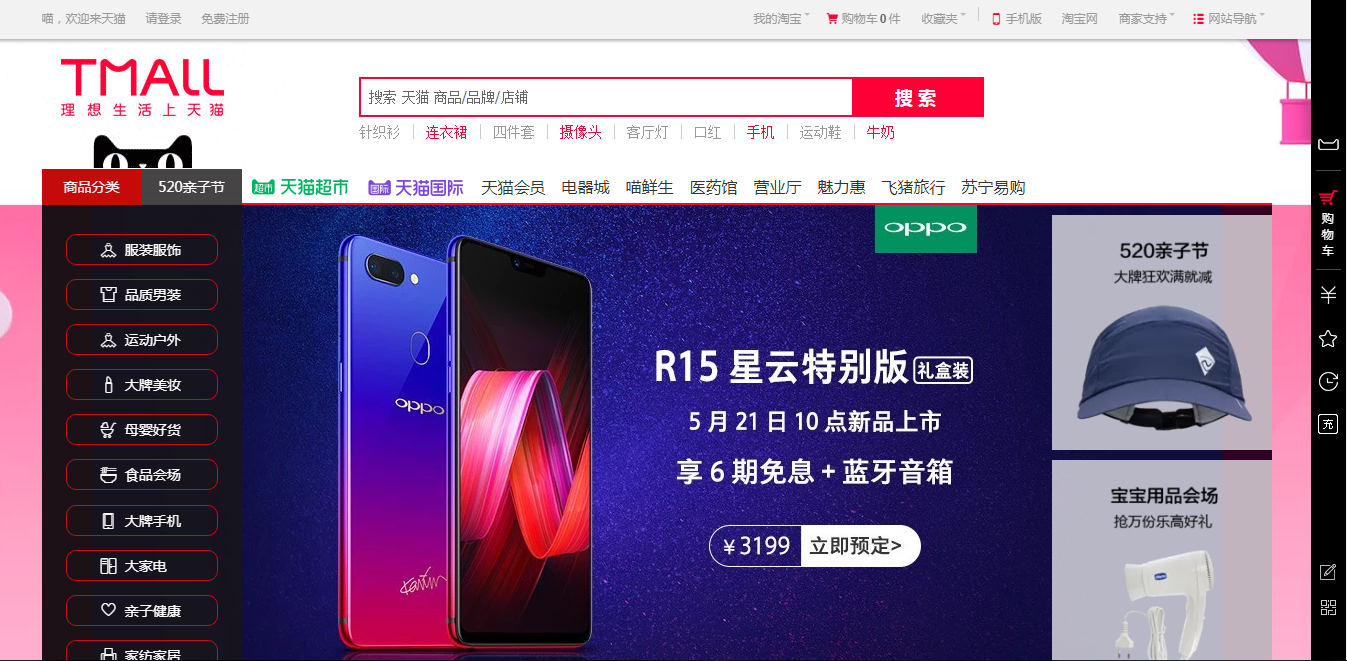 喵，欢迎来天猫 请登录 免费注册 我的淘宝 购物车0件 收藏夹 手机版 淘宝网 商家支持 网站导航
TMALL
理想生活上天猫
搜索 天猫 商品/品牌/店铺 搜索
针织衫 连衣裙 四件套 摄像头 客厅灯 口红 手机 运动鞋 牛奶
商品分类 520亲子节 超市 天猫超市 国际 天猫国际 天猫会员 电器城 喵鲜生 医药馆 营业厅 魅力惠 飞猪旅行 苏宁易购
服装服饰
品质男装
运动户外
大牌美妆
母婴好货
食品会场
大牌手机
大家电
亲子健康
家纺家居
oppo
oppo
R15 星云特别版 礼盒装
5 月 21 日 10 点新品上市
享 6 期免息 + 蓝牙音箱
¥3199 立即预定>
520亲子节
大牌狂欢满就减
宝宝用品会场
抢万份乐高好礼
chicco
购物车
充